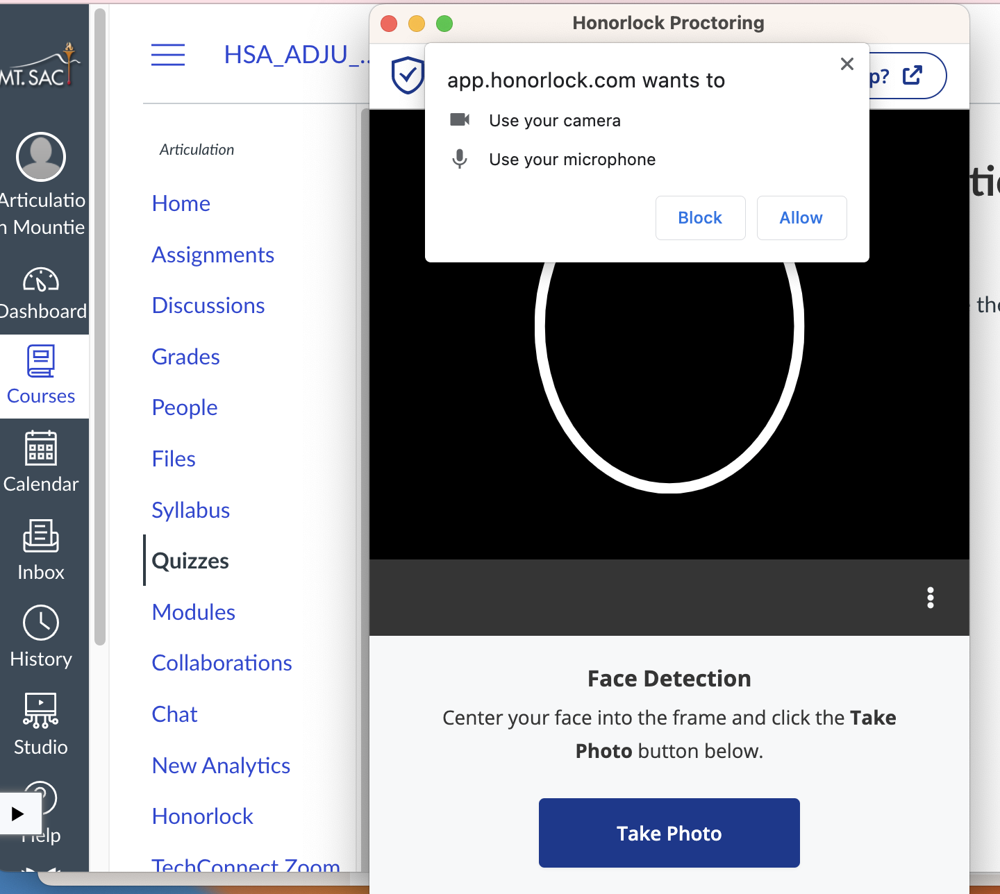 MT. SAC
Articulatio
n Mountie
Dashboard
Courses
Calendar
Inbox
History
Studio
Help
HSA_ADJU_...
Articulation
Home
Assignments
Discussions
Grades
People
Files
Syllabus
Quizzes
Modules
Collaborations
Chat
New Analytics
Honorlock
TechConnect Zoom
Honorlock Proctoring
p?
app.honorlock.com wants to
Use your camera
Use your microphone
Block
Allow
Face Detection
Center your face into the frame and click the Take
Photo button below.
Take Photo
tic
the